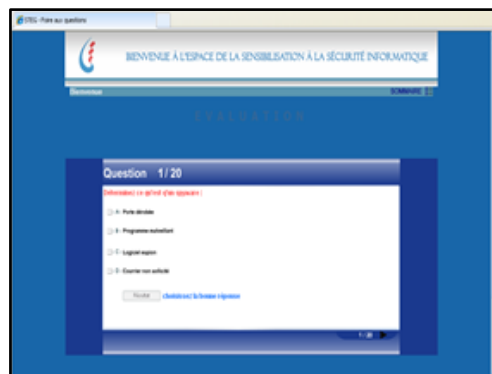 STEG - Foire aux questions
BIENVENUE À L'ESPACE DE LA SENSIBILISATION À LA SÉCURITÉ INFORMATIQUE
Bienvenue
SOMMAIRE
EVALUATION
Question 1/20
Déterminez ce qu'est d'un spyware :
A - Porte dérobée
B - Programme malveillant
C - Logiciel espion
D - Courrier non sollicité
choisissez la bonne réponse
1 / 20